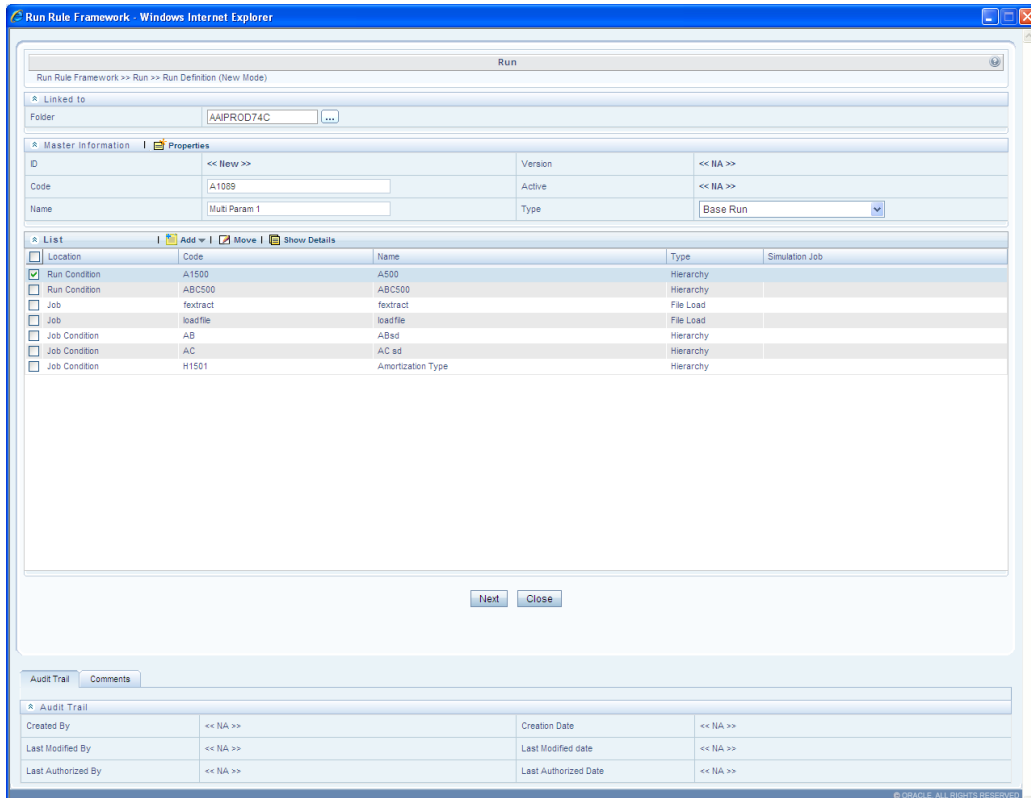 Run Rule Framework - Windows Internet Explorer
Run
Run Rule Framework >> Run >> Run Definition (New Mode)
Linked to
Folder AAIPROD74C ...
Master Information | Properties
ID << New >> Version << NA >>
Code A1089 Active << NA >>
Name Multi Param 1 Type Base Run
List | Add | Move | Show Details
Location Code Name Type Simulation Job
Run Condition A1500 A500 Hierarchy
Run Condition ABC500 ABC500 Hierarchy
Job fextract fextract File Load
Job loadfile loadfile File Load
Job Condition AB ABsd Hierarchy
Job Condition AC AC sd Hierarchy
Job Condition H1501 Amortization Type Hierarchy
Next Close
Audit Trail Comments
Audit Trail
Created By << NA >> Creation Date << NA >>
Last Modified By << NA >> Last Modified date << NA >>
Last Authorized By << NA >> Last Authorized Date << NA >>
© ORACLE. ALL RIGHTS RESERVED